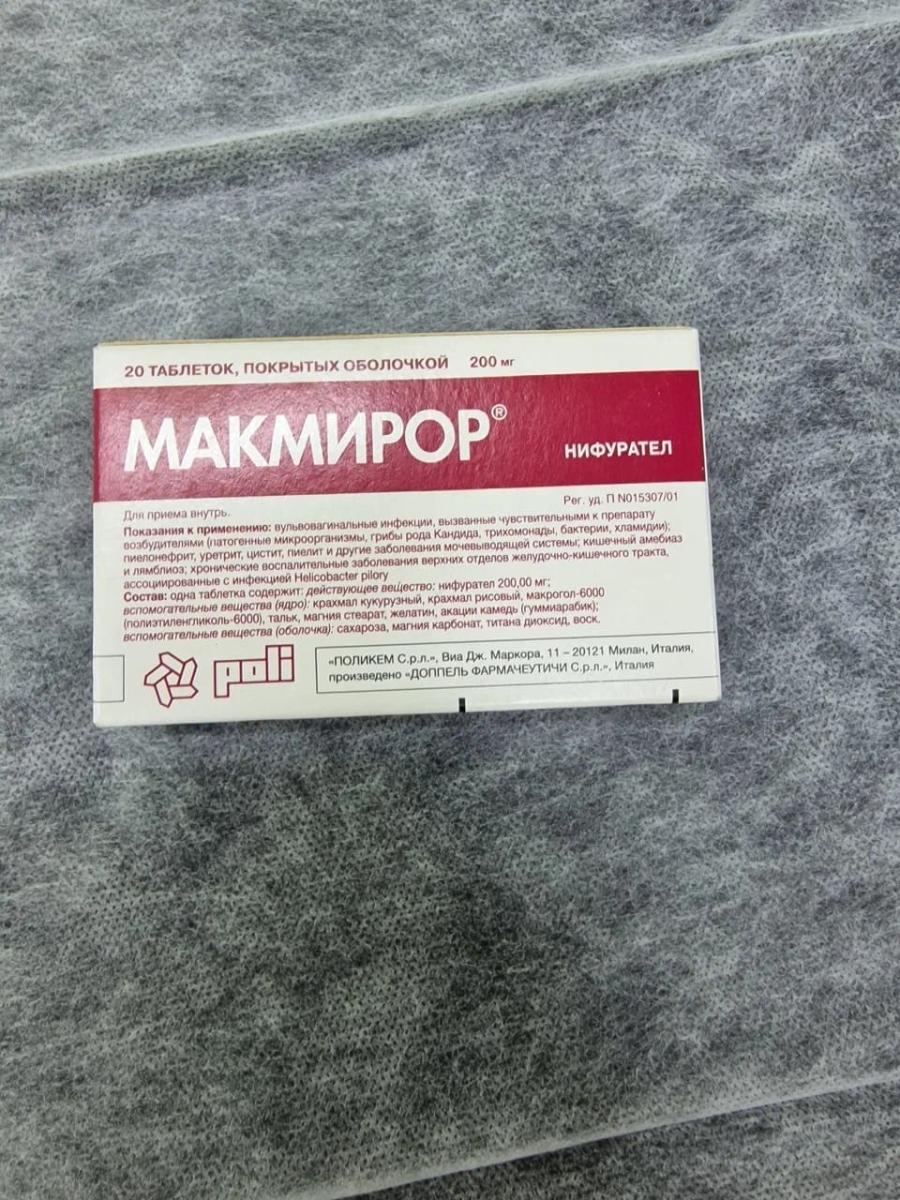 20 ТАБЛЕТОК, ПОКРЫТЫХ ОБОЛОЧКОЙ 200 мг
МАКМИРОР®
НИФУРАТЕЛ
Рег. уд. П N015307/01
Для приема внутрь.
Показания к применению: вульвовагинальные инфекции, вызванные чувствительными к препарату
возбудителями (патогенные микроорганизмы, грибы рода Кандида, трихомонады, бактерии, хламидии);
пиелонефрит, уретрит, цистит, пиелит и другие заболевания мочевыводящей системы; кишечный амебиаз
и лямблиоз; хронические воспалительные заболевания верхних отделов желудочно-кишечного тракта,
ассоциированные с инфекцией Helicobacter pilory
Состав: одна таблетка содержит: действующее вещество: нифурател 200,00 мг;
вспомогательные вещества (ядро): крахмал кукурузный, крахмал рисовый, макрогол-6000
(полиэтиленгликоль-6000), тальк, магния стеарат, желатин, акации камедь (гуммиарабик);
вспомогательные вещества (оболочка): сахароза, магния карбонат, титана диоксид, воск.
poli
«ПОЛИКЕМ С.р.л.», Виа Дж. Маркора, 11 – 20121 Милан, Италия,
произведено «ДОППЕЛЬ ФАРМАЧЕУТИЧИ С.р.л.», Италия